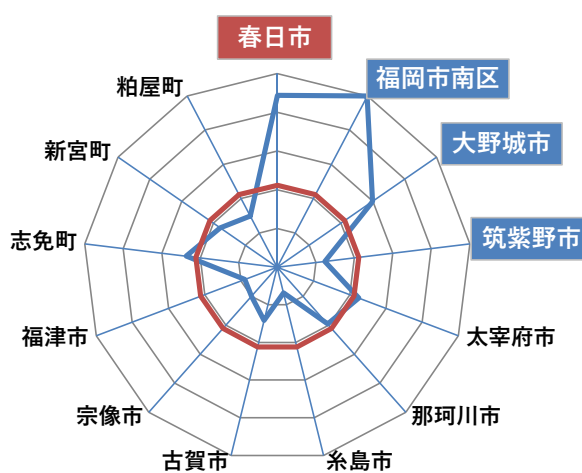 春日市
福岡市南区
大野城市
筑紫野市
太宰府市
那珂川市
糸島市
古賀市
宗像市
福津市
志免町
新宮町
粕屋町